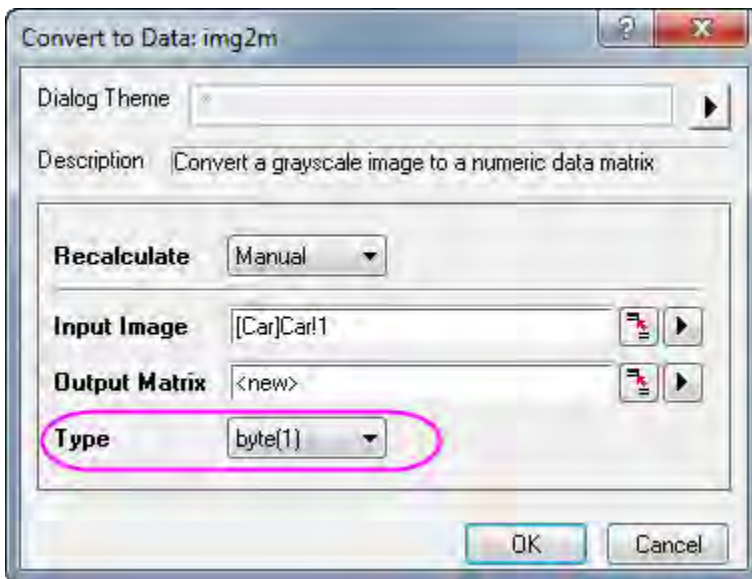 Convert to Data: img2m
Dialog Theme *
Description Convert a grayscale image to a numeric data matrix
Recalculate Manual
Input Image [Car]Car!1
Output Matrix <new>
Type byte(1)
OK Cancel